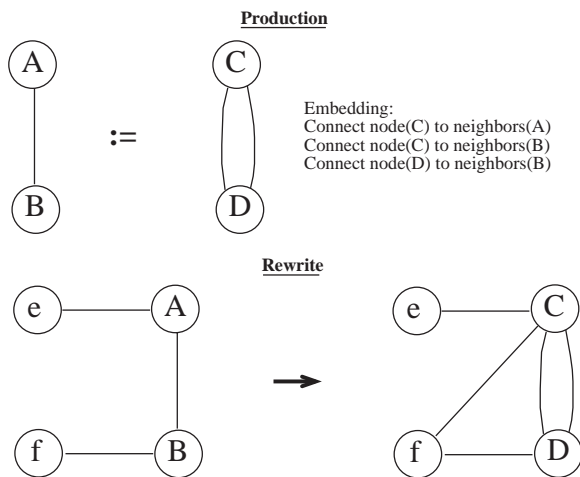 Production
A
C
Embedding:
Connect node(C) to neighbors(A)
:=
Connect node(C) to neighbors(B)
Connect node(D) to neighbors(B)
B
D
Rewrite
e
A
e
C
f
B
f
D